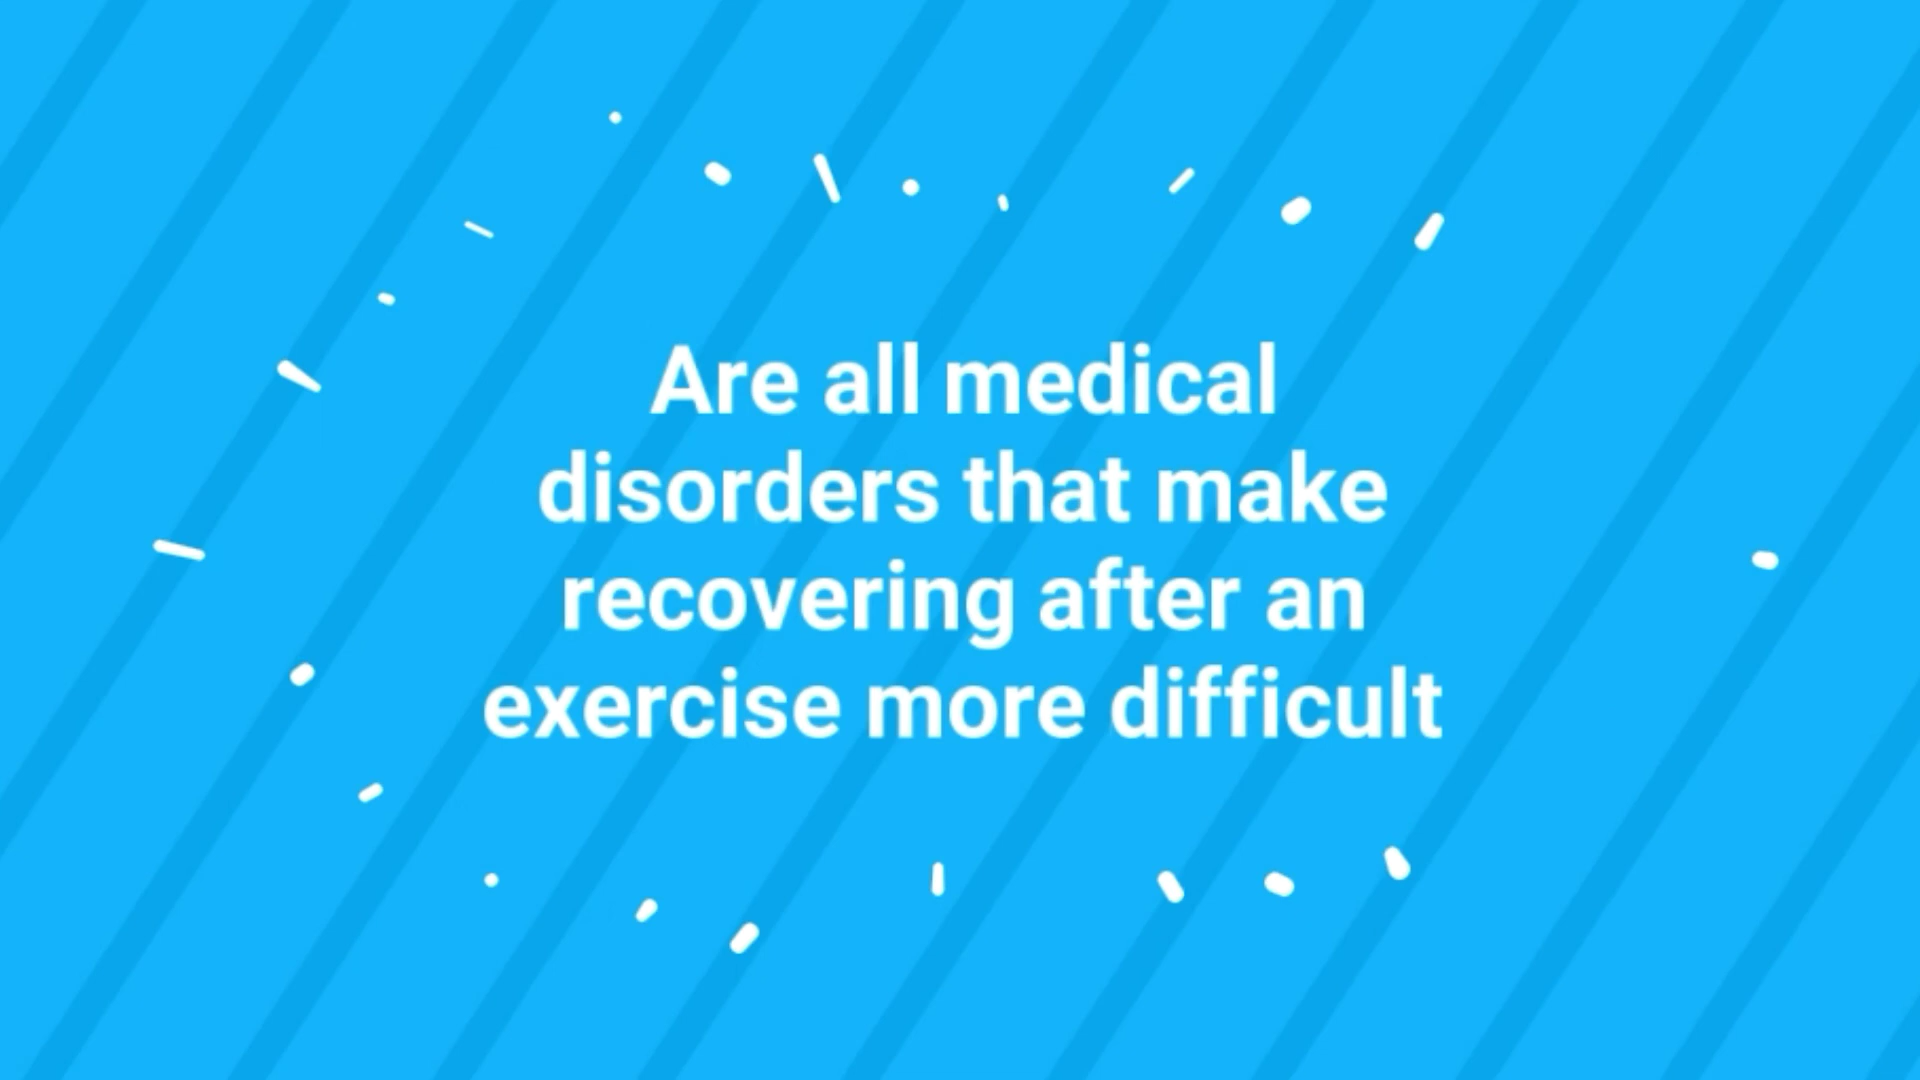 Are all medical
disorders that make
recovering after an
exercise more difficult